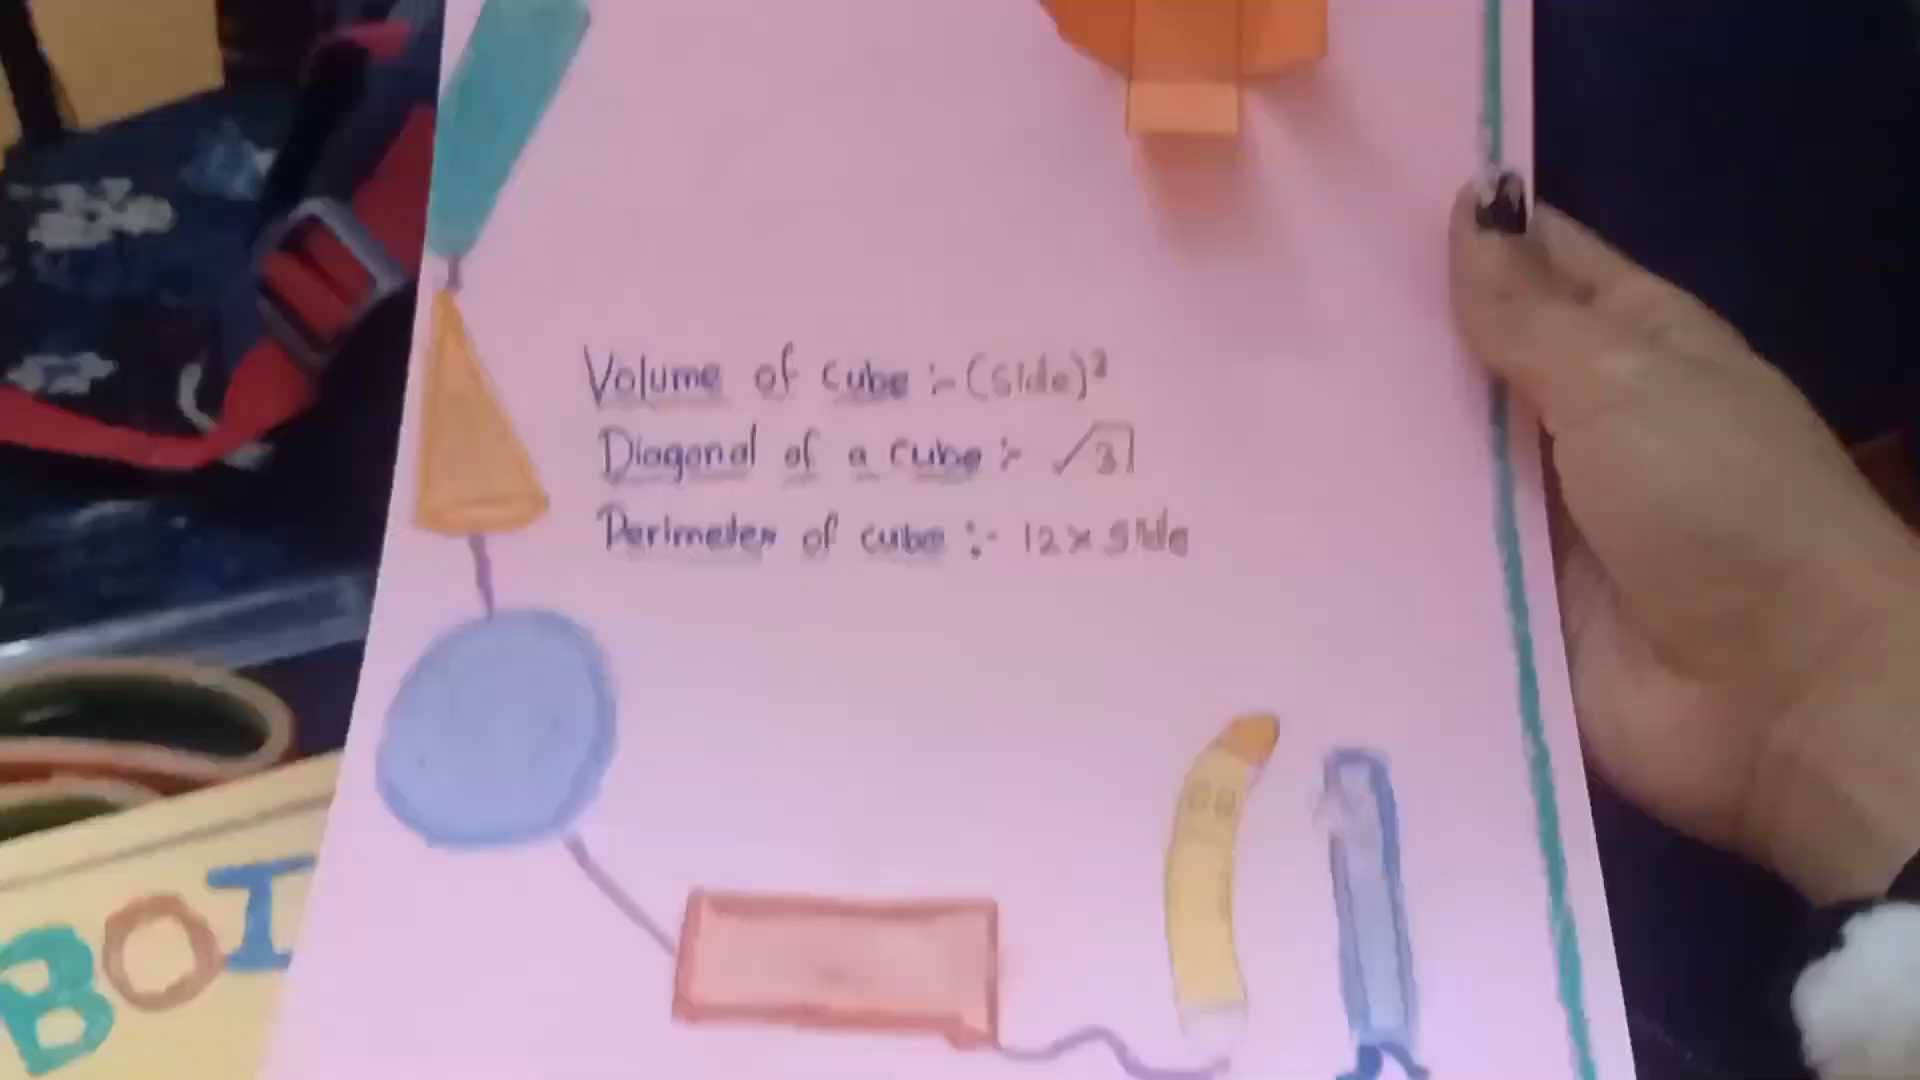 Volume of cube :- (side)³
Diagonal of a cube :- √3l
Perimeter of cube :- 12 x side
BOI